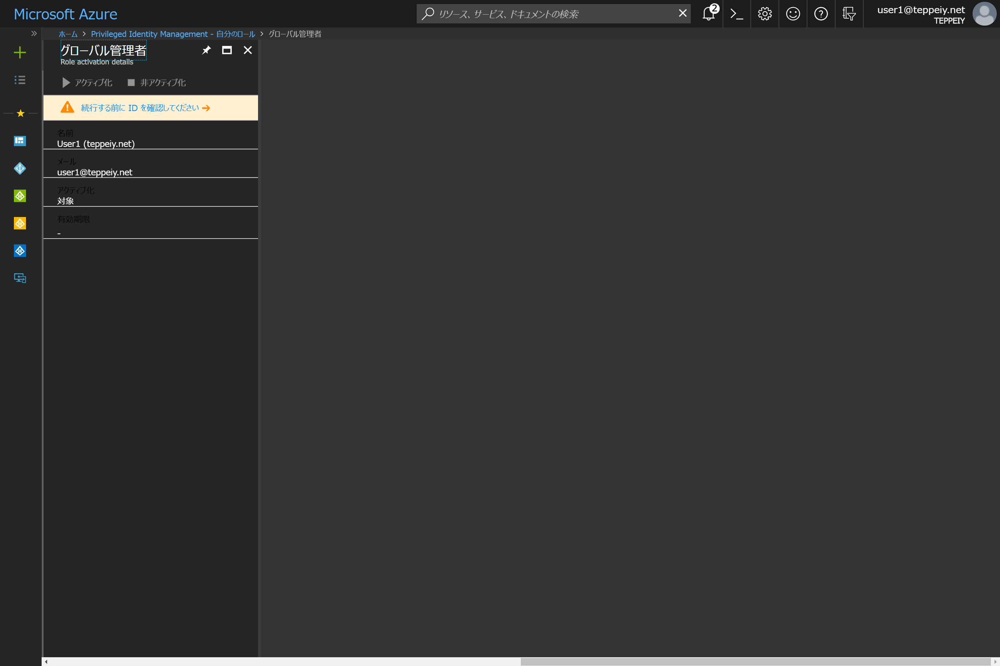 Microsoft Azure
リソース、サービス、ドキュメントの検索
2
user1@teppeiy.net
TEPPEIY
ホーム > Privileged Identity Management - 自分のロール > グローバル管理者
グローバル管理者
Role activation details
アクティブ化
非アクティブ化
続行する前に ID を確認してください
名前
User1 (teppeiy.net)
メール
user1@teppeiy.net
アクティブ化
対象
有効期限
-